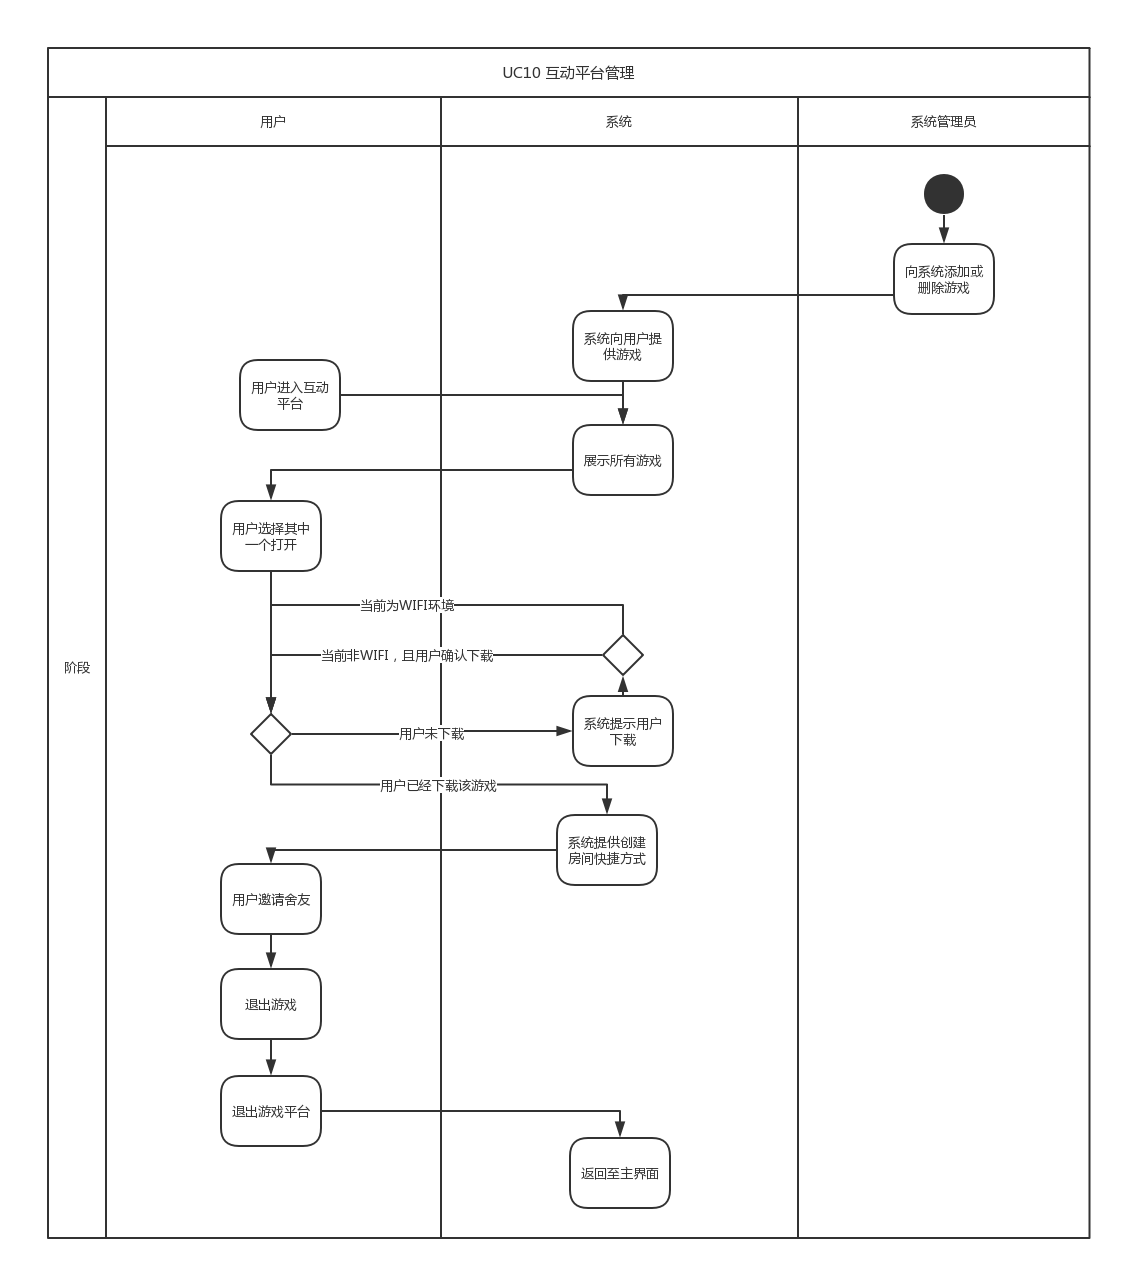 UC10 互动平台管理
用户
系统
系统管理员
阶段
向系统添加或
删除游戏
系统向用户提
供游戏
用户进入互动
平台
展示所有游戏
用户选择其中
一个打开
当前为WIFI环境
当前非WIFI，且用户确认下载
用户未下载
系统提示用户
下载
用户已经下载该游戏
系统提供创建
房间快捷方式
用户邀请舍友
退出游戏
退出游戏平台
返回至主界面